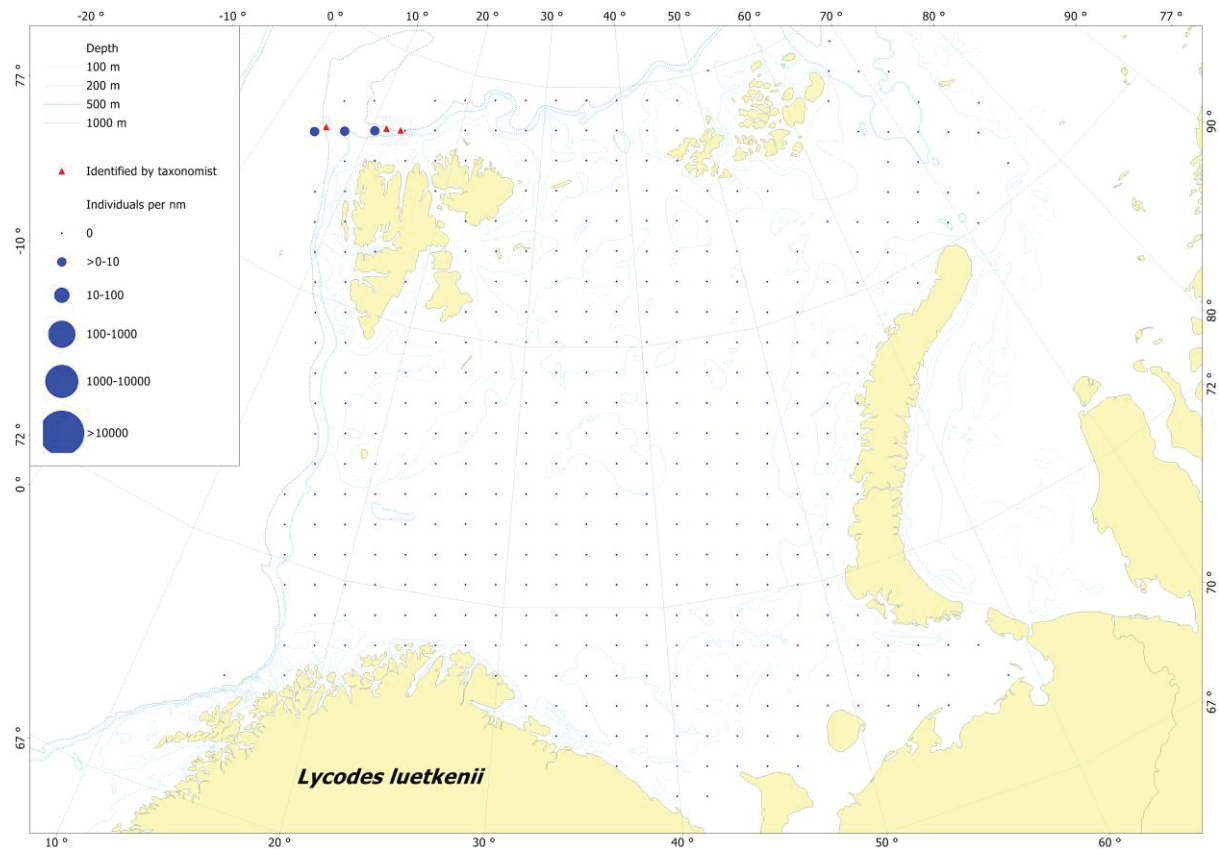 -20 ° -10 ° 0 ° 10 ° 20 ° 30 ° 40 ° 50 ° 60 ° 70 ° 80 ° 90 ° 77 °
Depth
100 m
200 m
500 m
1000 m
Identified by taxonomist
Individuals per nm
0
>0-10
10-100
100-1000
1000-10000
>10000
77 °
-10 °
72 °
0 °
67 °
90 °
80 °
72 °
70 °
67 °
Lycodes luetkenii
10 ° 20 ° 30 ° 40 ° 50 ° 60 °